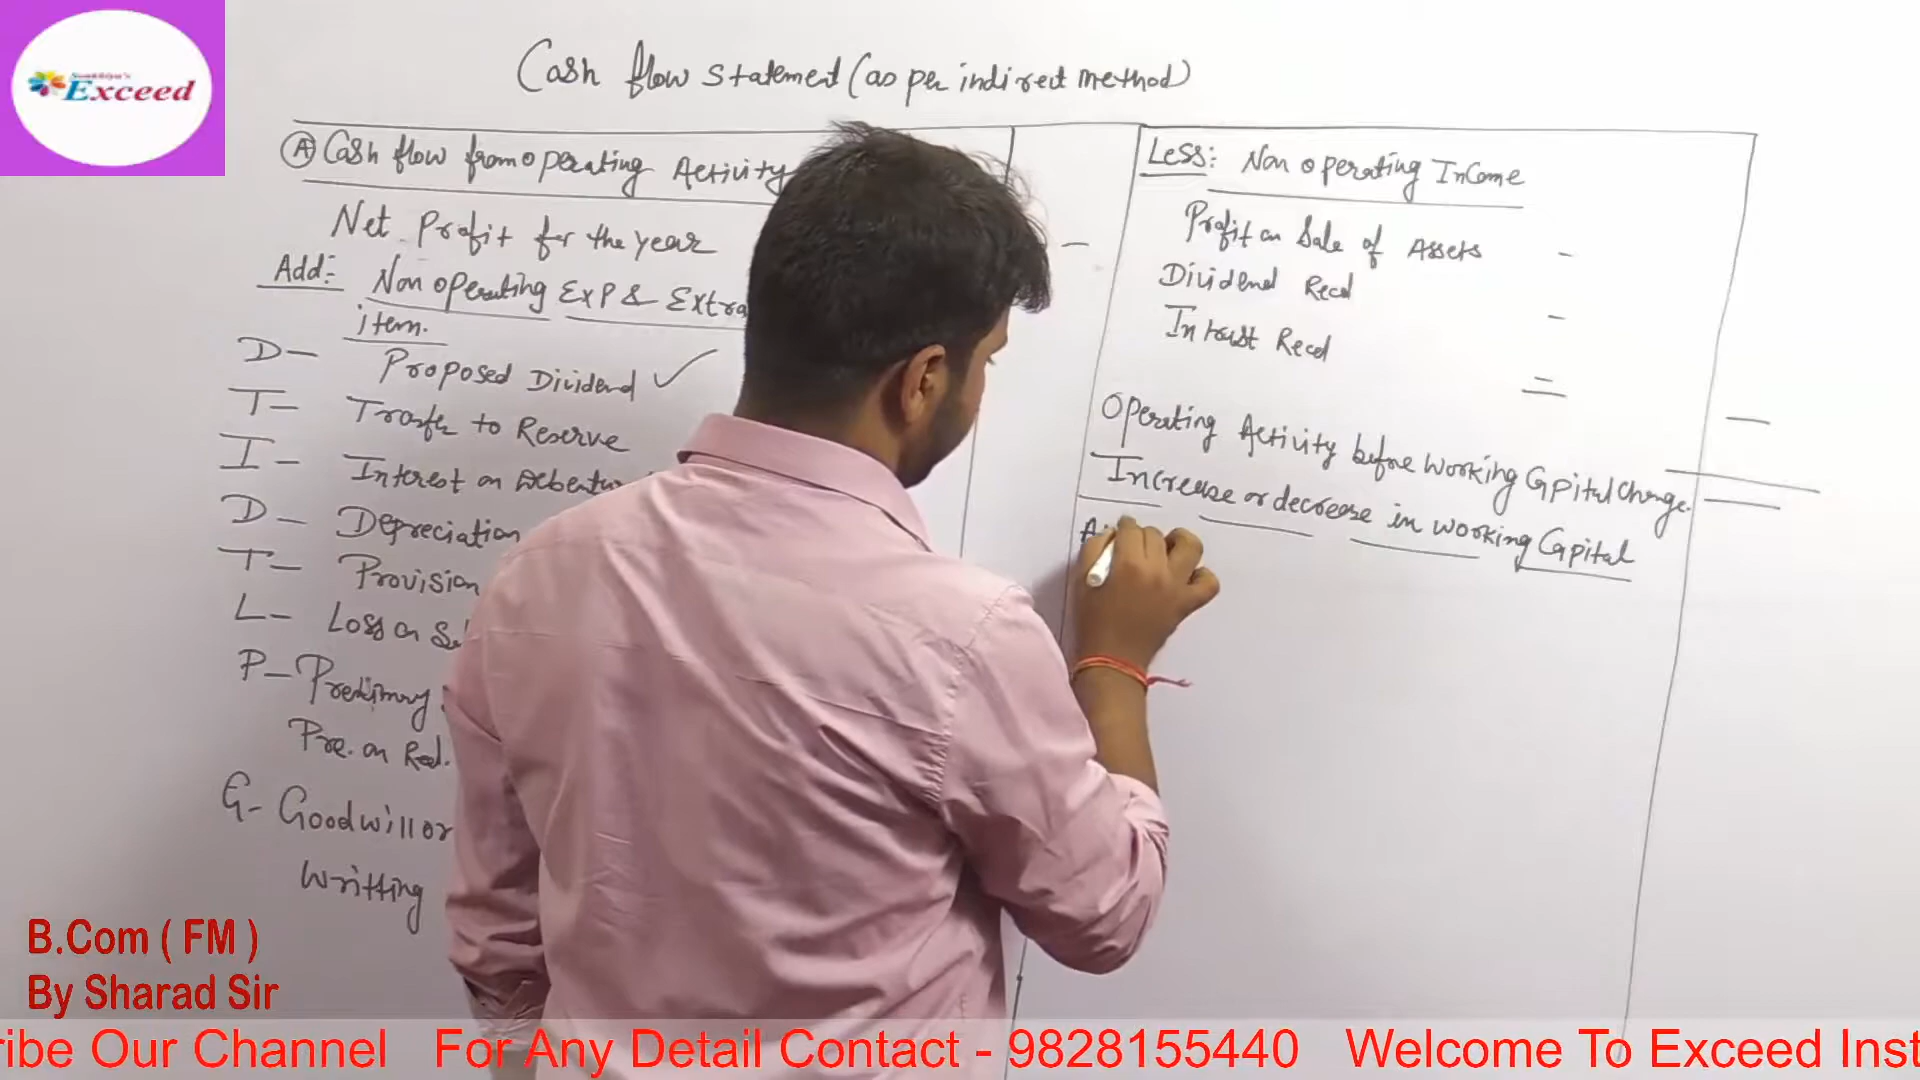 Exceed
Cash flow statement (as per indirect method)
(A) Cash flow from operating Activity
Net Profit for the year
Add: Non operating Exp & Extra
item.
D- Proposed Dividend ✓
T- Transfer to Reserve
I- Interest on Debentur
D- Depreciation
T- Provision
L- Loss on
P- Preliminary
Pre. on Red.
G- Goodwill or
Writting
Less: Non operating Income
Profit on Sale of Assets -
Dividend Recd -
Recd
Operating Activity before working Capital Change.
Increase or decrease in working Capital
B.Com ( FM )
By Sharad Sir
ribe Our Channel For Any Detail Contact - 9828155440 Welcome To Exceed Inst